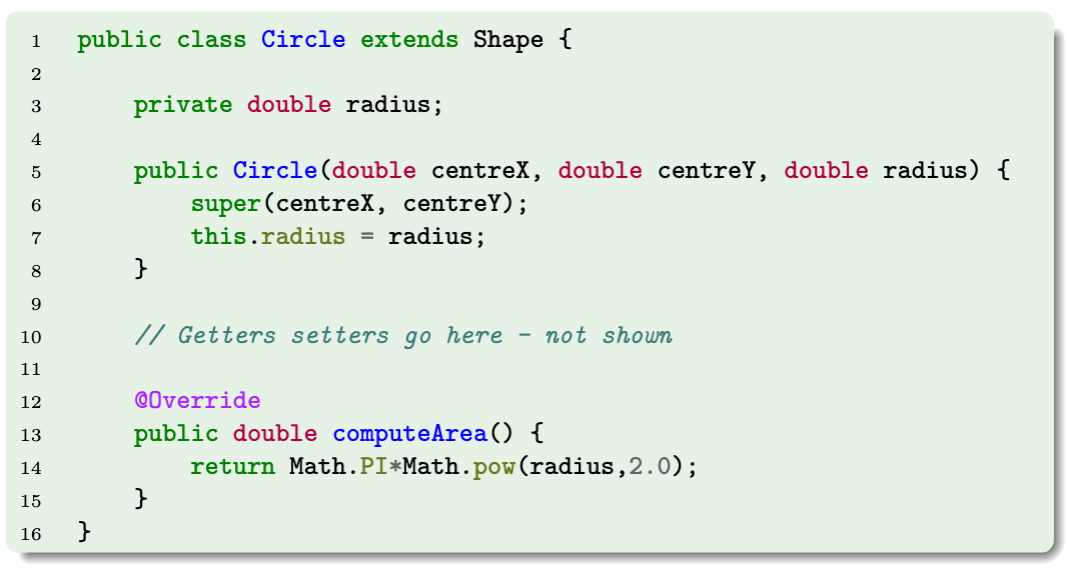 1 public class Circle extends Shape {
2
3 private double radius;
4
5 public Circle(double centreX, double centreY, double radius) {
6 super(centreX, centreY);
7 this.radius = radius;
8 }
9
10 // Getters setters go here - not shown
11
12 @Override
13 public double computeArea() {
14 return Math.PI*Math.pow(radius,2.0);
15 }
16 }